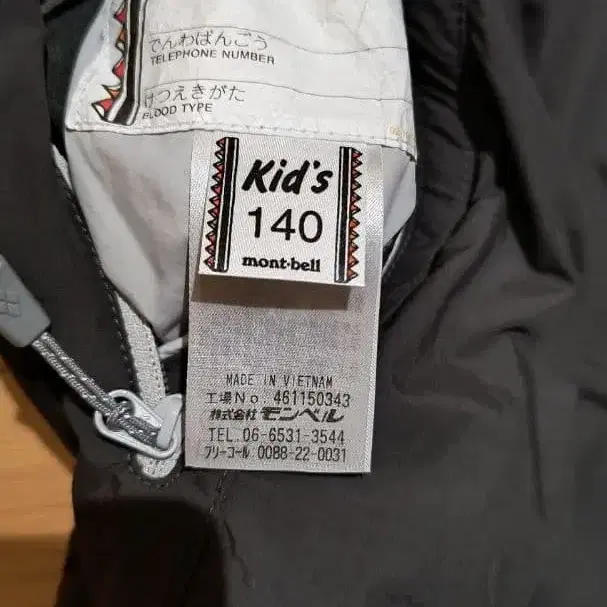 でんわばんごう
TELEPHONE NUMBER
けつえきがた
BLOOD TYPE
Kid's
140
mont-bell
MADE IN VIETNAM
工場No. 461150343
株式会社 モンベル
TEL. 06-6531-3544
フリーコール 0088-22-0031